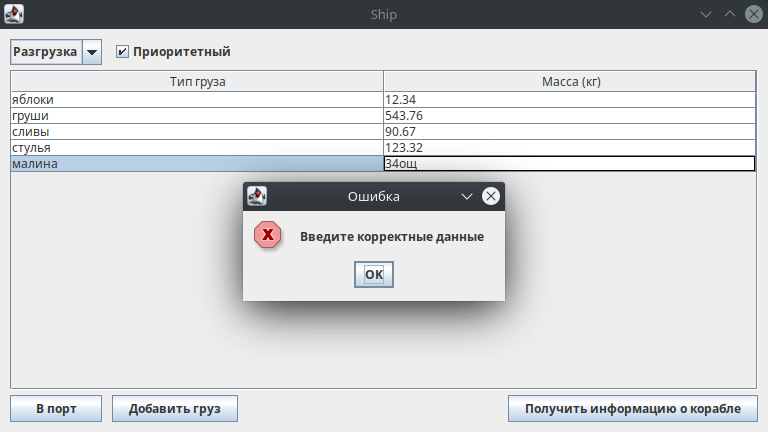 Ship
Разгрузка Приоритетный
Тип груза Масса (кг)
яблоки 12.34
груши 543.76
сливы 90.67
стулья 123.32
малина 34ощ
Ошибка
Введите корректные данные
OK
В порт Добавить груз Получить информацию о корабле